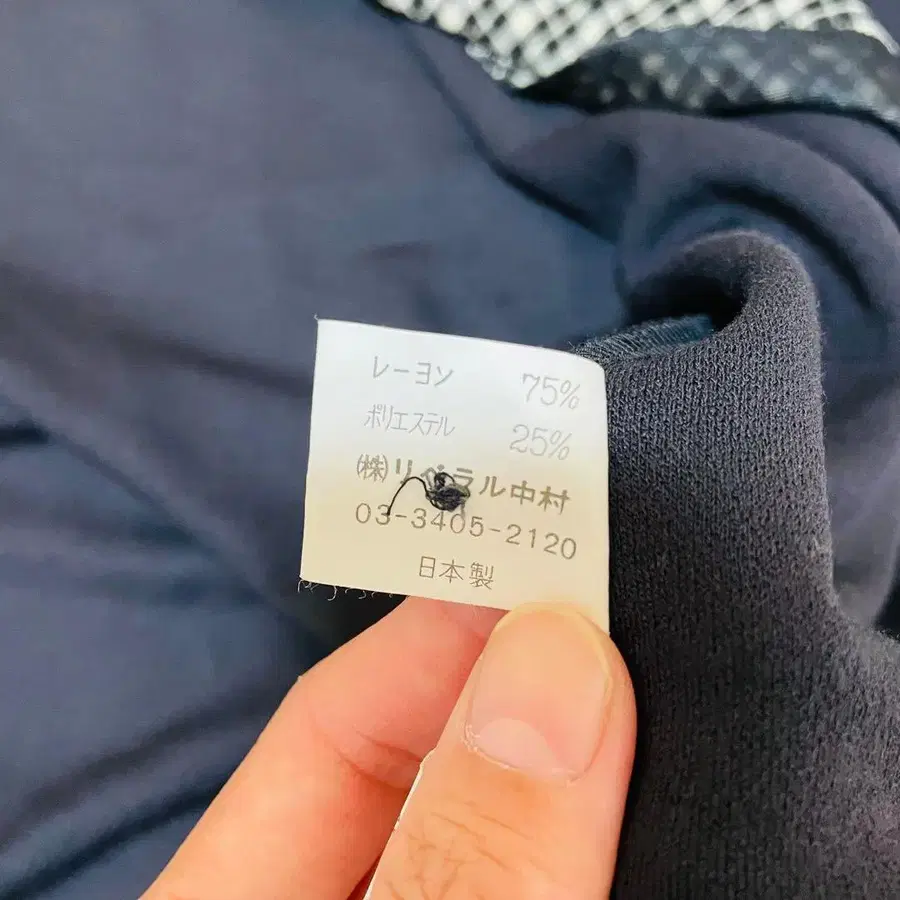 レーヨン 75%
ポリエステル 25%
㈱リベラル中村
03-3405-2120
日本製